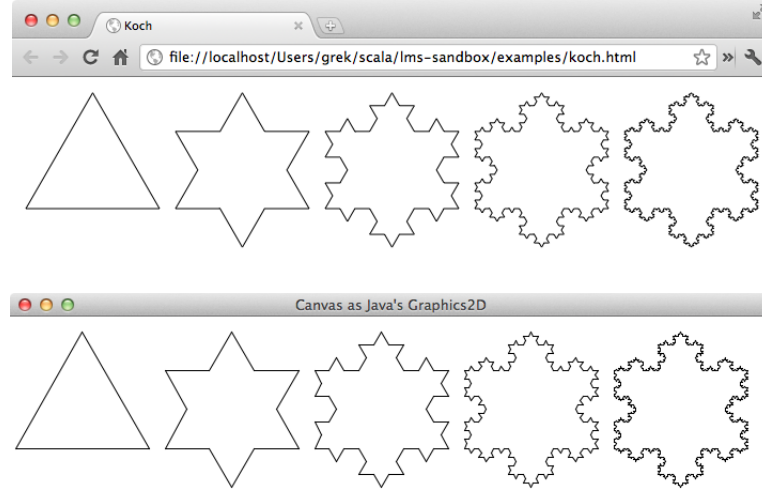 Koch
file://localhost/Users/grek/scala/lms-sandbox/examples/koch.html
Canvas as Java's Graphics2D